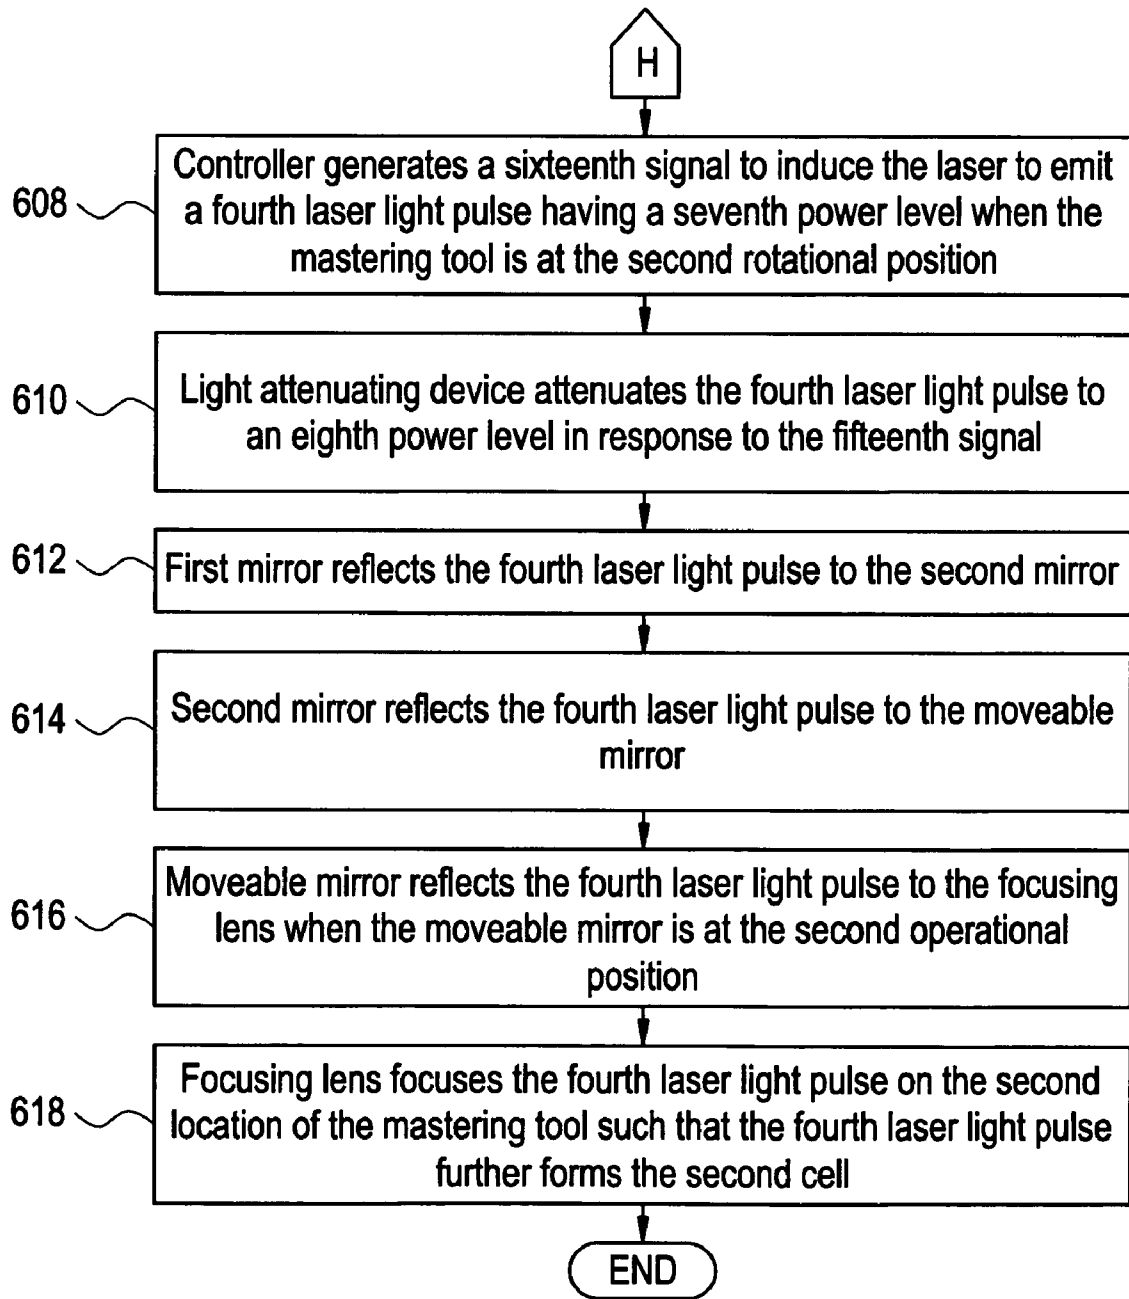 H
608
Controller generates a sixteenth signal to induce the laser to emit
a fourth laser light pulse having a seventh power level when the
mastering tool is at the second rotational position
610
Light attenuating device attenuates the fourth laser light pulse to
an eighth power level in response to the fifteenth signal
612
First mirror reflects the fourth laser light pulse to the second mirror
614
Second mirror reflects the fourth laser light pulse to the moveable
mirror
616
Moveable mirror reflects the fourth laser light pulse to the focusing
lens when the moveable mirror is at the second operational
position
618
Focusing lens focuses the fourth laser light pulse on the second
location of the mastering tool such that the fourth laser light pulse
further forms the second cell
END